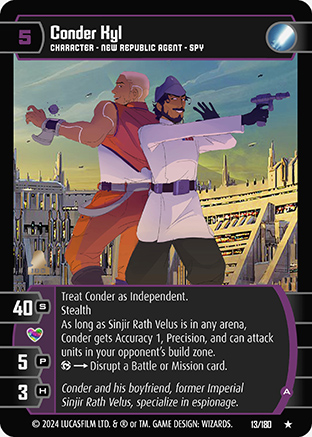 5
Conder Kyl
CHARACTER - NEW REPUBLIC AGENT - SPY
40 S
5 P
3 H
Treat Conder as Independent.
Stealth
As long as Sinjir Rath Velus is in any arena,
Conder gets Accuracy 1, Precision, and can attack
units in your opponent's build zone.
→ Disrupt a Battle or Mission card.
Conder and his boyfriend, former Imperial
Sinjir Rath Velus, specialize in espionage.
A
© 2024 LUCASFILM LTD. & ® or TM. GAME DESIGN: WIZARDS.
13/180 ★